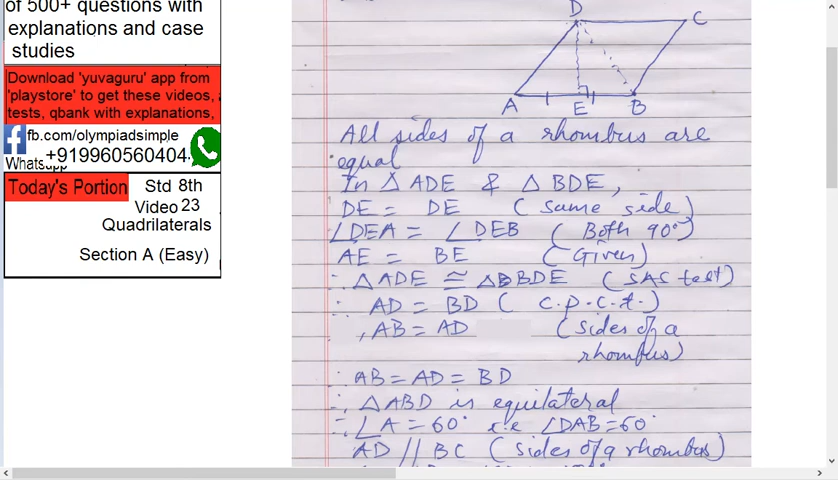 of 500+ questions with
explanations and case
studies
Download 'yuvaguru' app from
'playstore' to get these videos,
tests, qbank with explanations,
fb.com/olympiadsimple
Whatsapp +919960560404
Today's Portion
Std 8th
Video 23
Quadrilaterals
Section A (Easy)
D C
A E B
All sides of a rhombus are
equal
In △ ADE & △ BDE,
DE = DE (same side)
∠DEA = ∠DEB (Both 90°)
AE = BE (Given)
∴ △ADE ≅ △BDE (SAS test)
∴ AD = BD (c.p.c.t.)
, AB = AD (sides of a
rhombus)
∴ AB = AD = BD
∴ △ABD is equilateral
∴ ∠A = 60° i.e ∠DAB = 60°
AD // BC (sides of a rhombus)